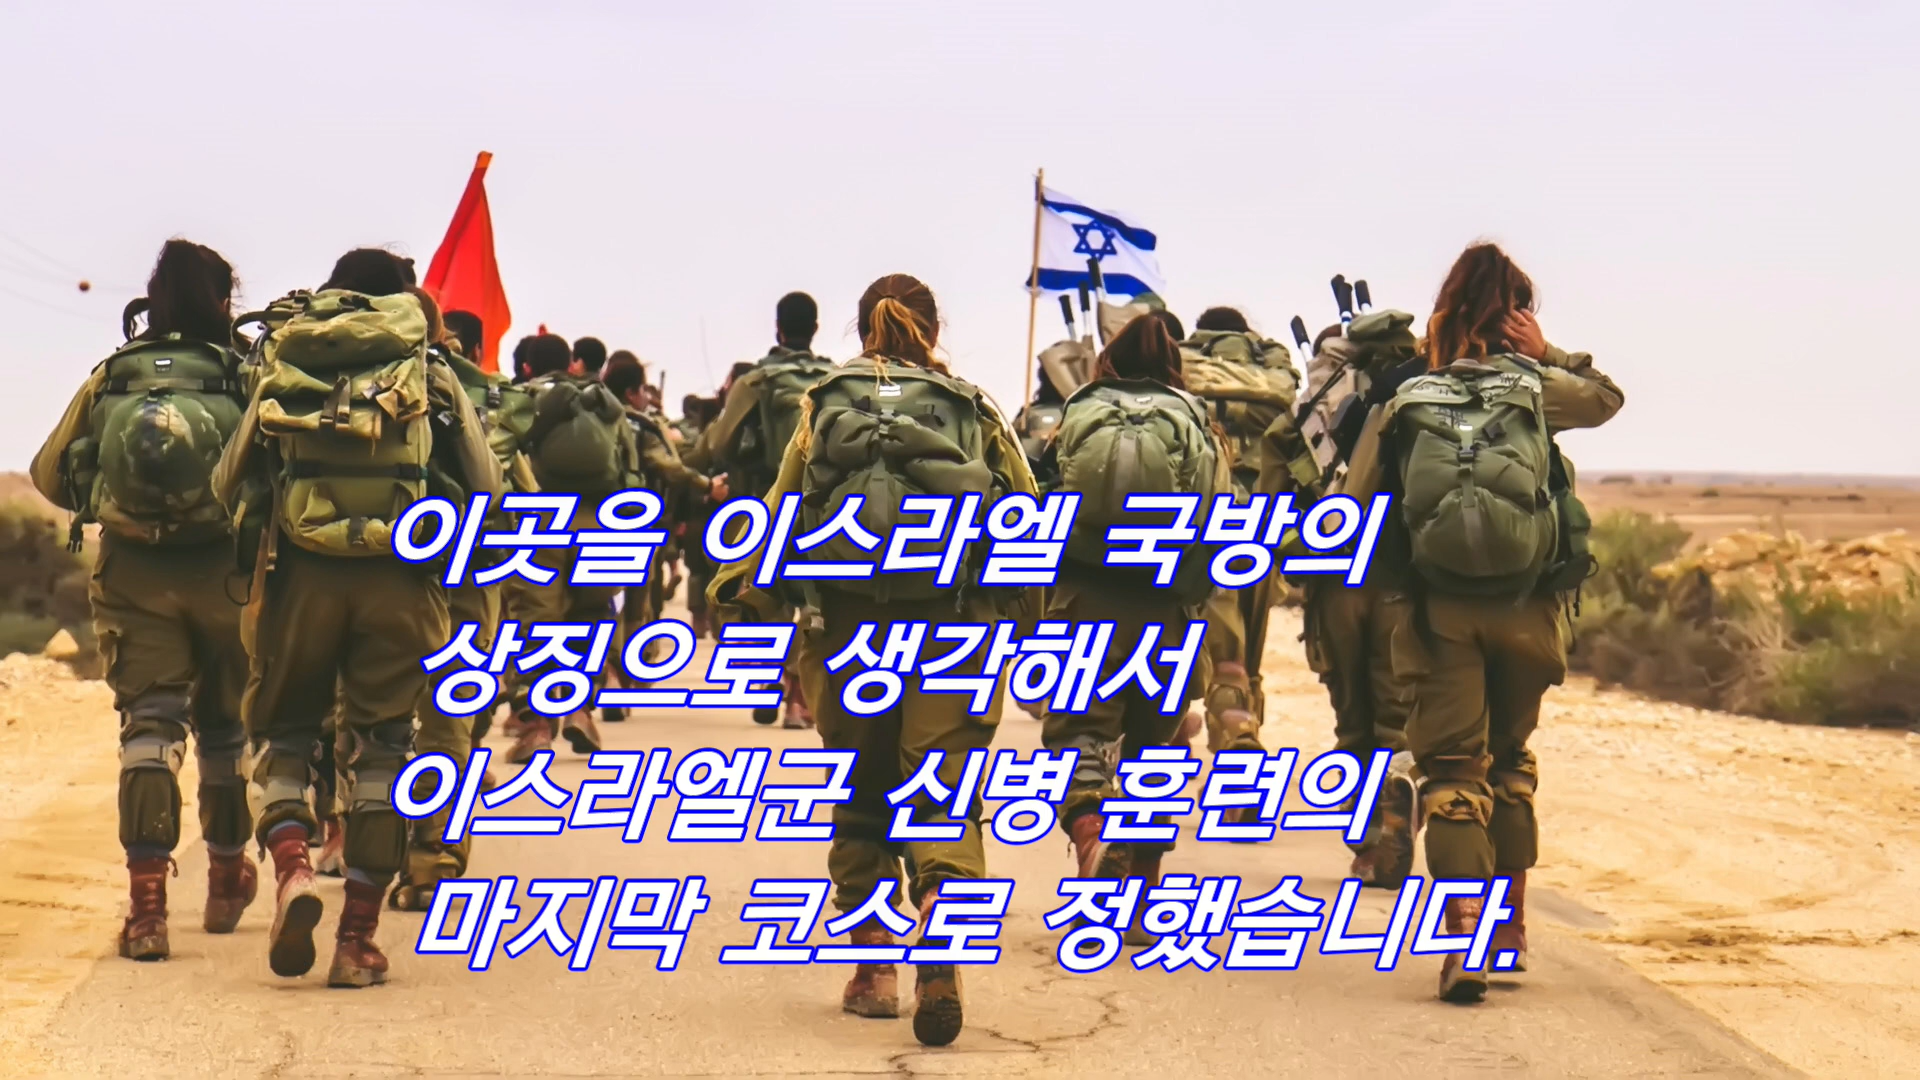 이곳을 이스라엘 국방의
상징으로 생각해서
이스라엘군 신병 훈련의
마지막 코스로 정했습니다.